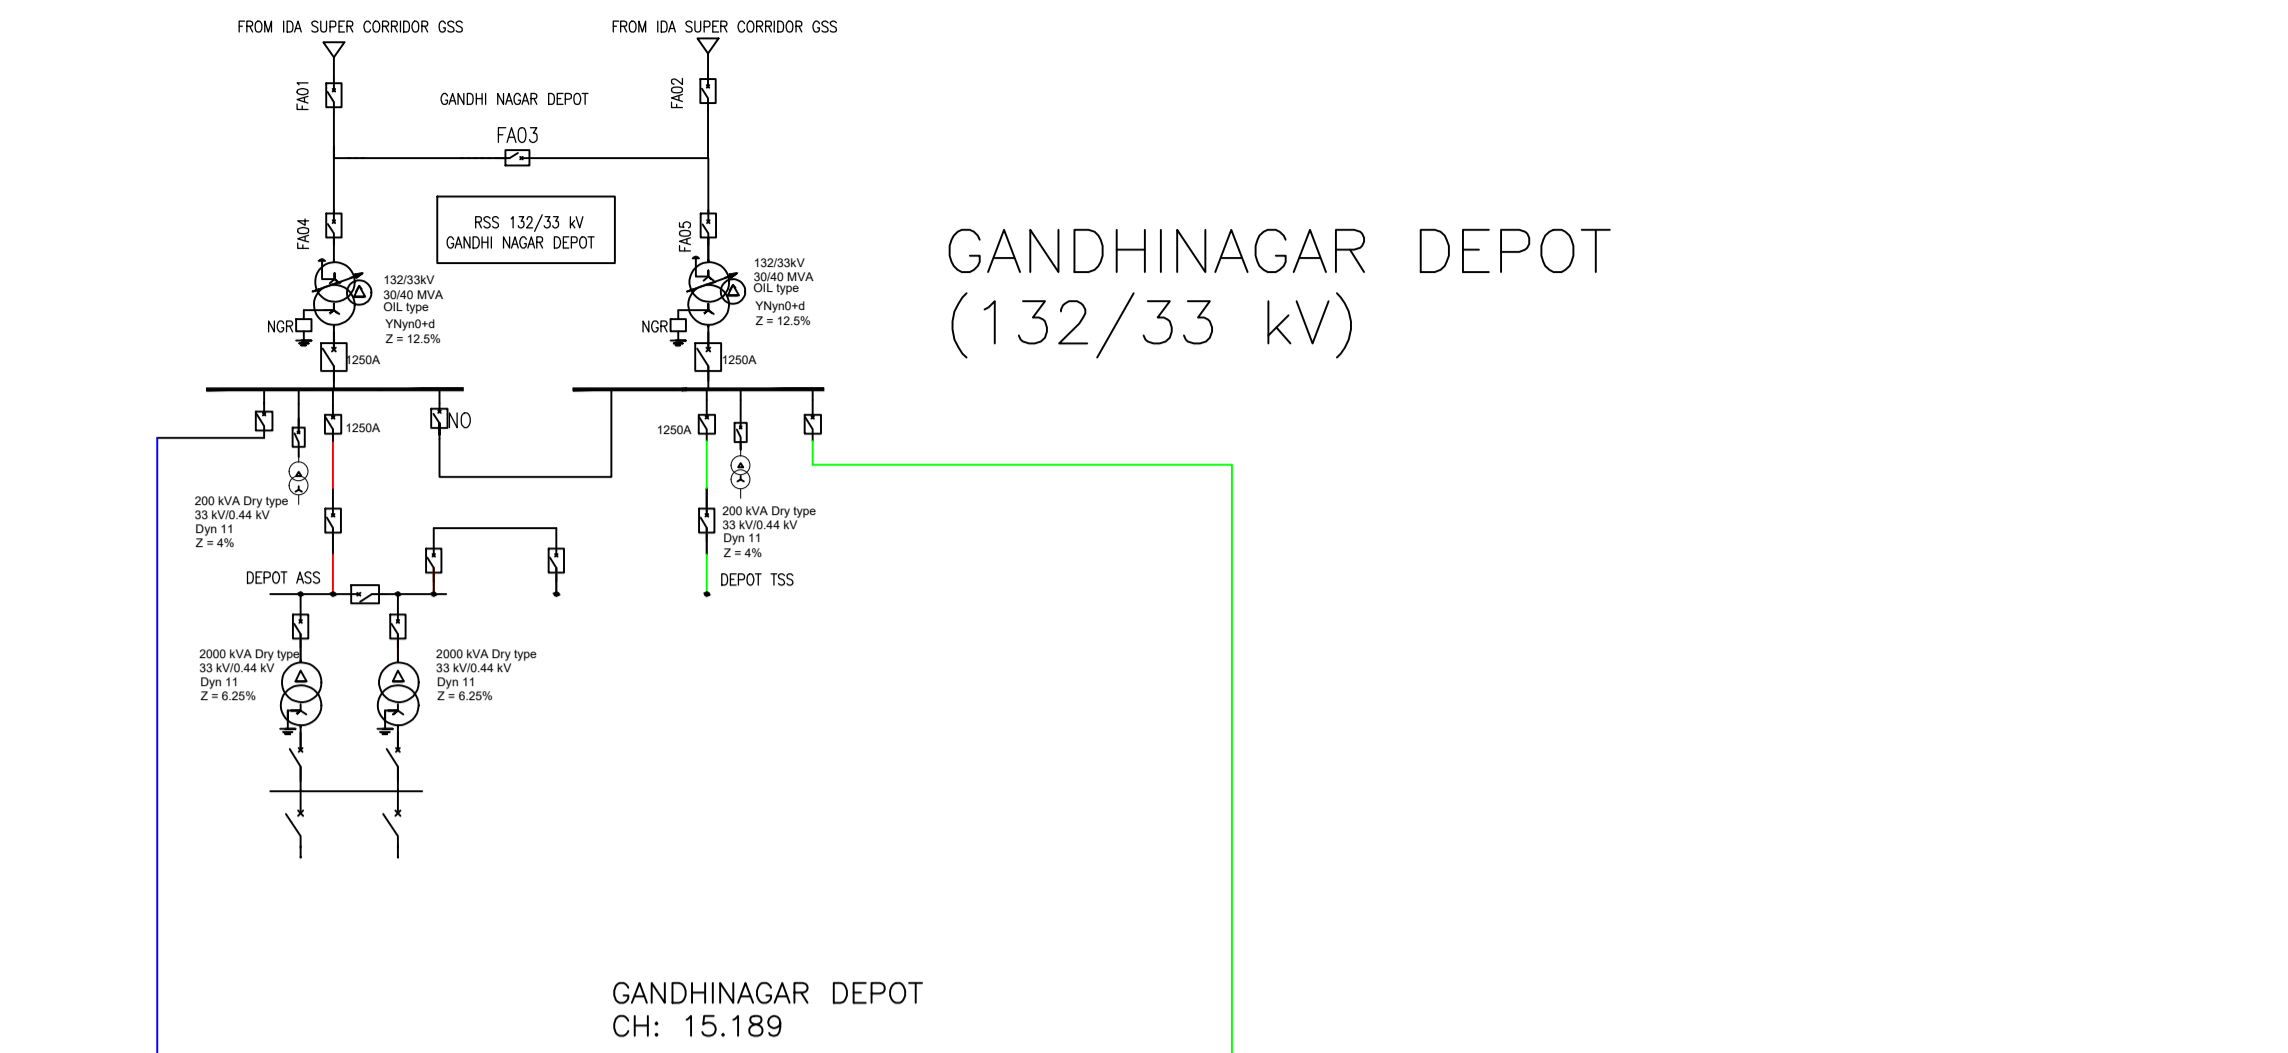 FROM IDA SUPER CORRIDOR GSS
FROM IDA SUPER CORRIDOR GSS
FA01
FA02
GANDHI NAGAR DEPOT
FA03
FA04
RSS 132/33 kV
GANDHI NAGAR DEPOT
FA05
132/33kV
30/40 MVA
OIL type
YNyn0+d
Z = 12.5%
132/33kV
30/40 MVA
OIL type
YNyn0+d
Z = 12.5%
GANDHINAGAR DEPOT
(132/33 kV)
NGR
NGR
1250A
1250A
1250A
NO
1250A
200 kVA Dry type
33 kV/0.44 kV
Dyn 11
Z = 4%
200 kVA Dry type
33 kV/0.44 kV
Dyn 11
Z = 4%
DEPOT ASS
DEPOT TSS
2000 kVA Dry type
33 kV/0.44 kV
Dyn 11
Z = 6.25%
2000 kVA Dry type
33 kV/0.44 kV
Dyn 11
Z = 6.25%
GANDHINAGAR DEPOT
CH: 15.189